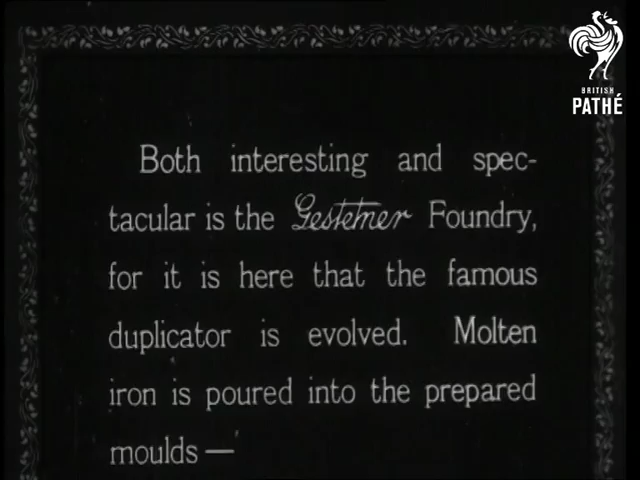 BRITISH
PATHÉ
Both interesting and spec-
tacular is the Gestetner Foundry,
for it is here that the famous
duplicator is evolved. Molten
iron is poured into the prepared
moulds —